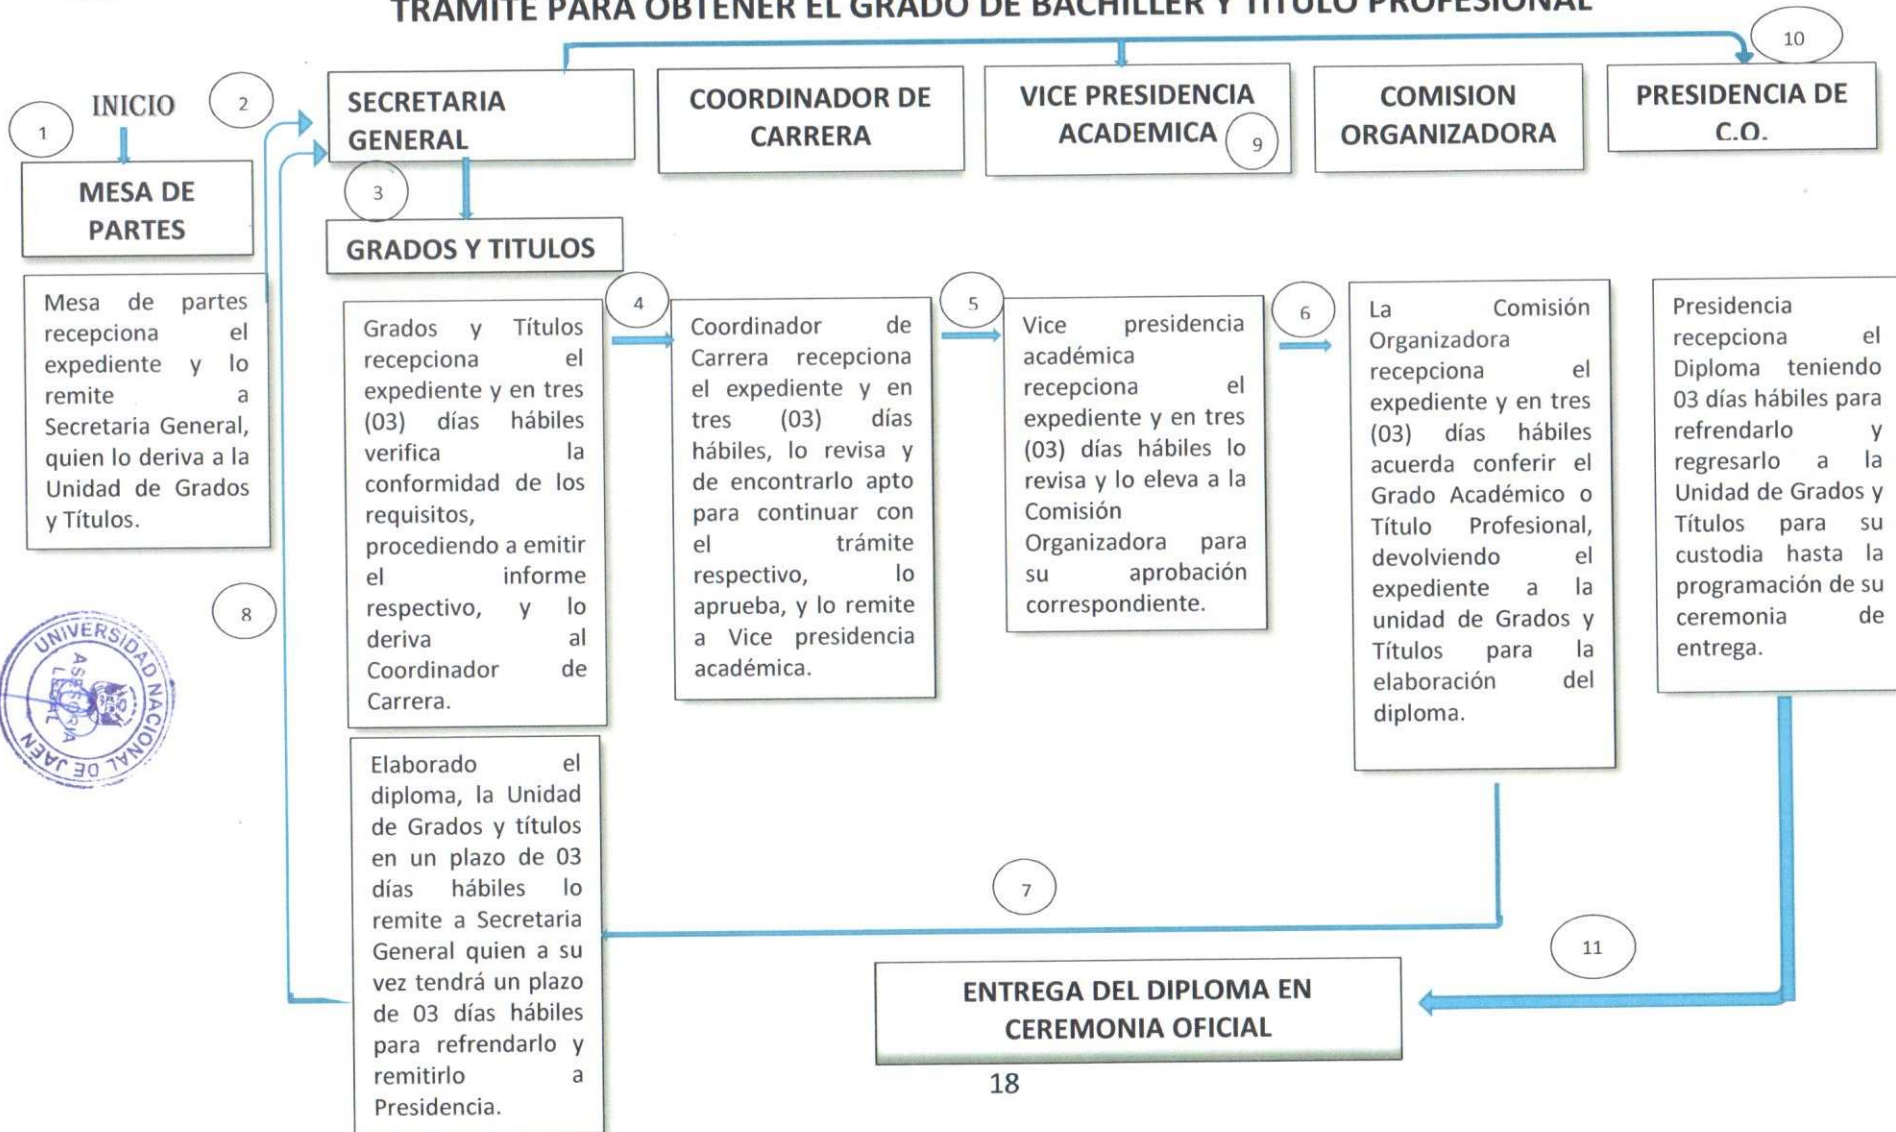 TRAMITE PARA OBTENER EL GRADO DE BACHILLER Y TITULO PROFESIONAL
1
INICIO
MESA DE
PARTES
Mesa de partes
recepciona el
expediente y lo
remite a
Secretaria General,
quien lo deriva a la
Unidad de Grados
y Títulos.
2
SECRETARIA
GENERAL
3
GRADOS Y TITULOS
Grados y Títulos
recepciona el
expediente y en tres
(03) días hábiles
verifica la
conformidad de los
requisitos,
procediendo a emitir
el informe
respectivo, y lo
deriva al
Coordinador de
Carrera.
4
COORDINADOR DE
CARRERA
Coordinador de
Carrera recepciona
el expediente y en
tres (03) días
hábiles, lo revisa y
de encontrarlo apto
para continuar con
el trámite
respectivo, lo
aprueba, y lo remite
a Vice presidencia
académica.
5
VICE PRESIDENCIA
ACADEMICA
9
Vice presidencia
académica
recepciona el
expediente y en tres
(03) días hábiles lo
revisa y lo eleva a la
Comisión
Organizadora para
su aprobación
correspondiente.
6
COMISION
ORGANIZADORA
La Comisión
Organizadora
recepciona el
expediente y en tres
(03) días hábiles
acuerda conferir el
Grado Académico o
Título Profesional,
devolviendo el
expediente a la
unidad de Grados y
Títulos para la
elaboración del
diploma.
10
PRESIDENCIA DE
C.O.
Presidencia
recepciona el
Diploma teniendo
03 días hábiles para
refrendarlo y
regresarlo a la
Unidad de Grados y
Títulos para su
custodia hasta la
programación de su
ceremonia de
entrega.
7
8
Elaborado el
diploma, la Unidad
de Grados y títulos
en un plazo de 03
días hábiles lo
remite a Secretaria
General quien a su
vez tendrá un plazo
de 03 días hábiles
para refrendarlo y
remitirlo a
Presidencia.
11
ENTREGA DEL DIPLOMA EN
CEREMONIA OFICIAL
UNIVERSIDAD NACIONAL DE JAEN
ASESORIA
LEGAL
18